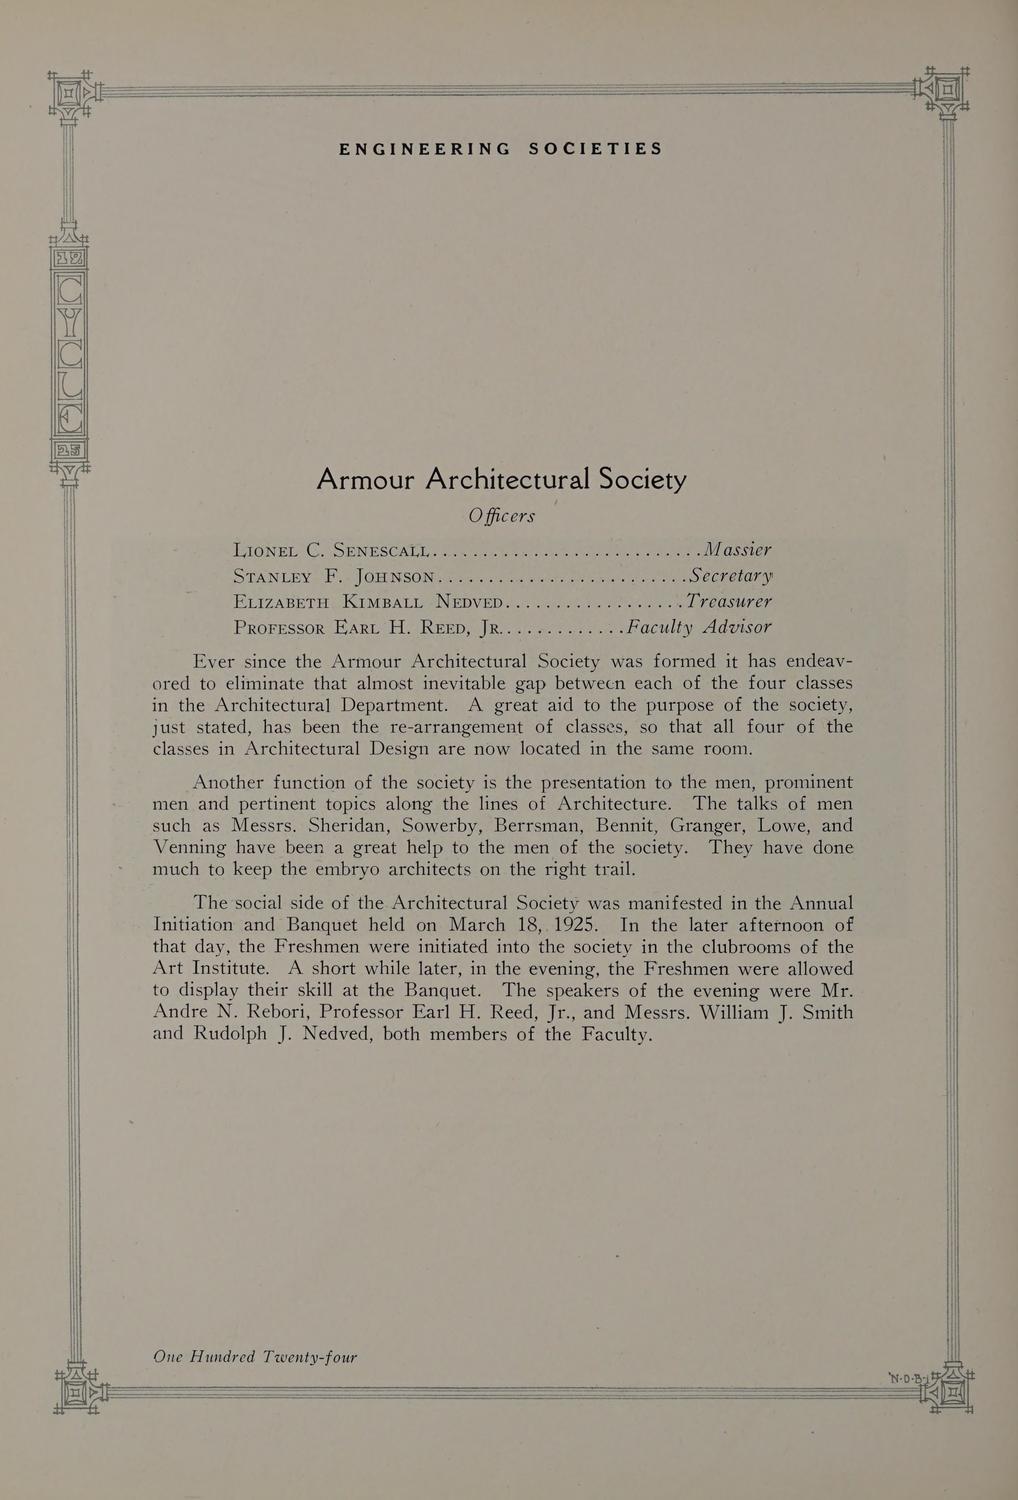 ENGINEERING SOCIETIES
19
CYCLE
25
Armour Architectural Society
Officers
LIONEL C. SENESCALL............................Massier
STANLEY F. JOHNSON..........................Secretary
ELIZABETH KIMBALL NEDVED..................Treasurer
PROFESSOR EARL H. REED, JR.............Faculty Advisor
Ever since the Armour Architectural Society was formed it has endeav-
ored to eliminate that almost inevitable gap between each of the four classes
in the Architectural Department. A great aid to the purpose of the society,
just stated, has been the re-arrangement of classes, so that all four of the
classes in Architectural Design are now located in the same room.
Another function of the society is the presentation to the men, prominent
men and pertinent topics along the lines of Architecture. The talks of men
such as Messrs. Sheridan, Sowerby, Berrsman, Bennit, Granger, Lowe, and
Venning have been a great help to the men of the society. They have done
much to keep the embryo architects on the right trail.
The social side of the Architectural Society was manifested in the Annual
Initiation and Banquet held on March 18, 1925. In the later afternoon of
that day, the Freshmen were initiated into the society in the clubrooms of the
Art Institute. A short while later, in the evening, the Freshmen were allowed
to display their skill at the Banquet. The speakers of the evening were Mr.
Andre N. Rebori, Professor Earl H. Reed, Jr., and Messrs. William J. Smith
and Rudolph J. Nedved, both members of the Faculty.
One Hundred Twenty-four